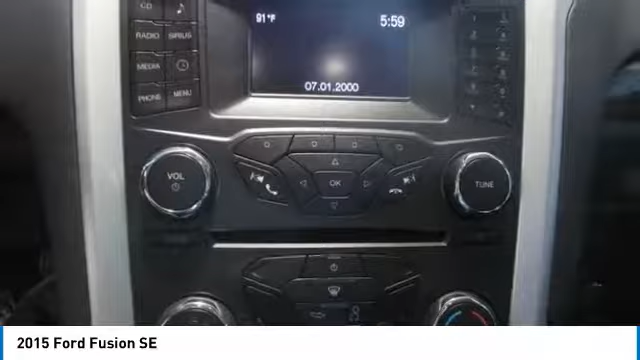 CD
91°F
5:59
RADIO
SIRIUS
MEDIA
07.01.2000
PHONE
MENU
VOL
OK
TUNE
2015 Ford Fusion SE